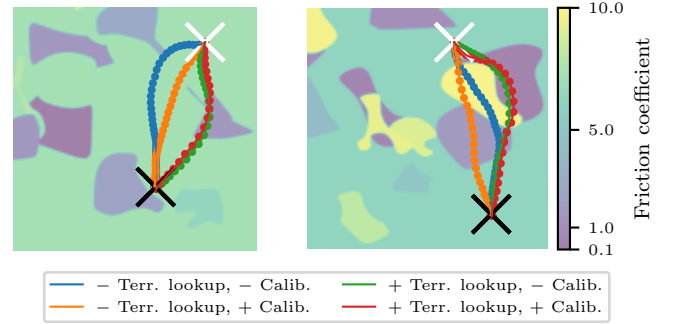 10.0
5.0
1.0
0.1
Friction coefficient
− Terr. lookup, − Calib.
+ Terr. lookup, − Calib.
− Terr. lookup, + Calib.
+ Terr. lookup, + Calib.